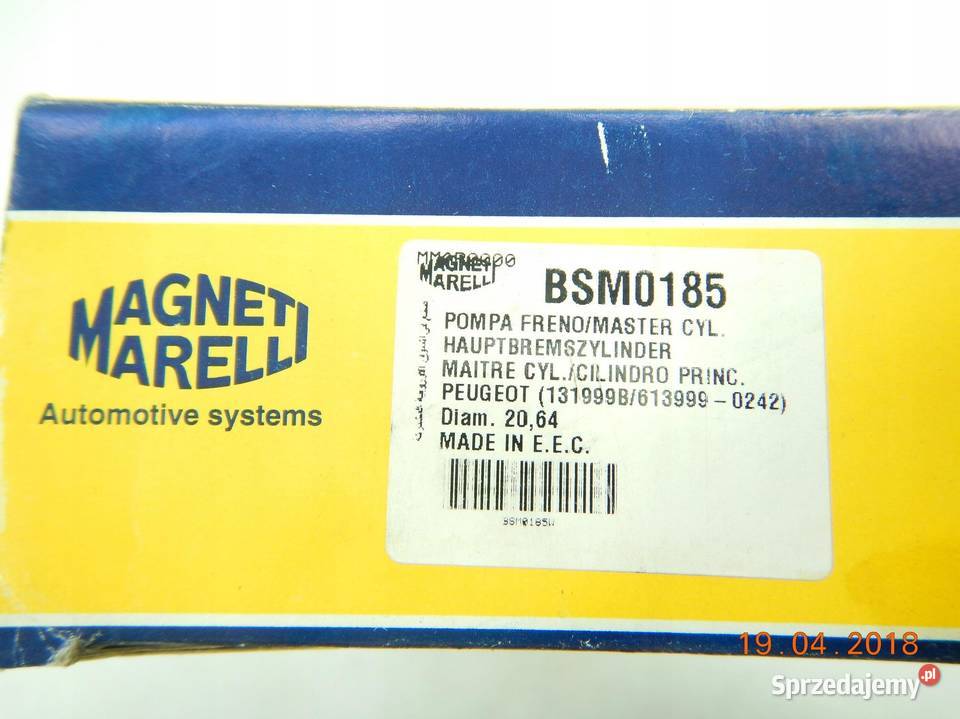 MAGNETI
MARELLI
Automotive systems
MAGNETI
MARELLI
BSM0185
POMPA FRENO/MASTER CYL.
HAUPTBREMSZYLINDER
MAITRE CYL./CILINDRO PRINC.
PEUGEOT (131999B/613999-0242)
Diam. 20,64
MADE IN E.E.C.
BSM0185W
19.04.2018
Sprzedajemy.pl